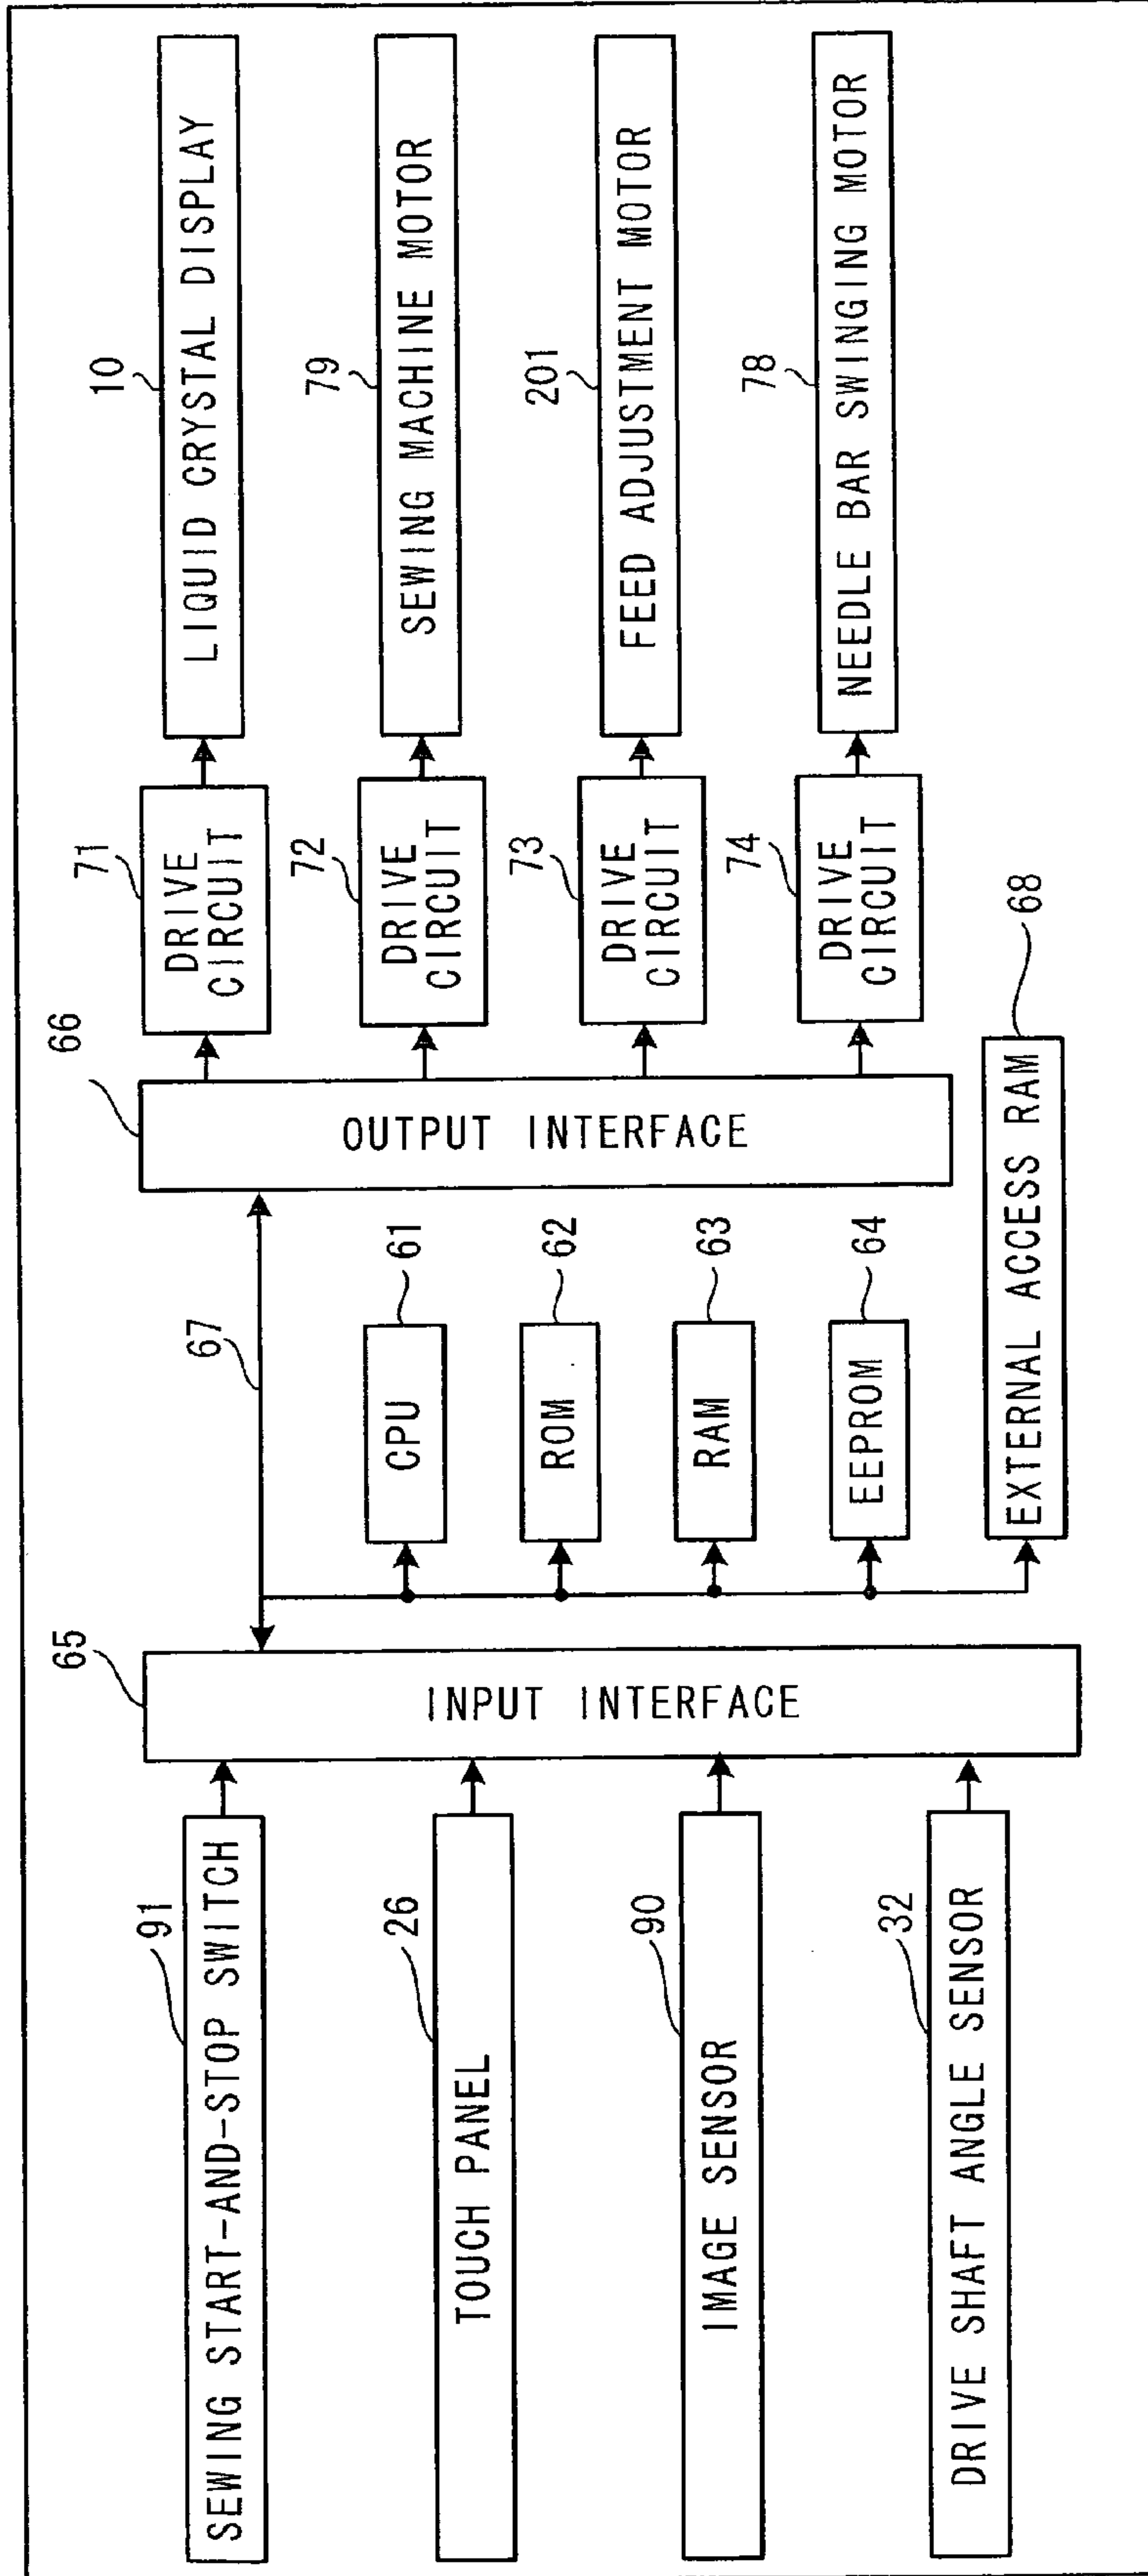 91
SEWING START-AND-STOP SWITCH
26
TOUCH PANEL
90
IMAGE SENSOR
32
DRIVE SHAFT ANGLE SENSOR
65
INPUT INTERFACE
67
61
CPU
62
ROM
63
RAM
64
EEPROM
68
EXTERNAL ACCESS RAM
66
OUTPUT INTERFACE
71
DRIVE
CIRCUIT
72
DRIVE
CIRCUIT
73
DRIVE
CIRCUIT
74
DRIVE
CIRCUIT
10
LIQUID CRYSTAL DISPLAY
79
SEWING MACHINE MOTOR
201
FEED ADJUSTMENT MOTOR
78
NEEDLE BAR SWINGING MOTOR